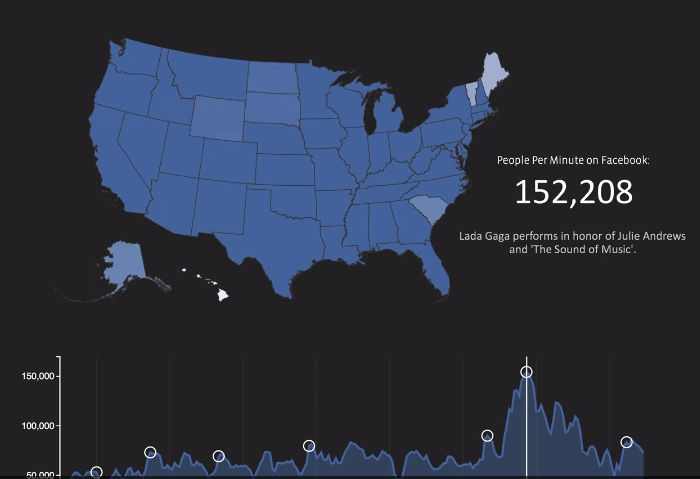 People Per Minute on Facebook:
152,208
Lada Gaga performs in honor of Julie Andrews
and 'The Sound of Music'.
150,000
100,000
50,000